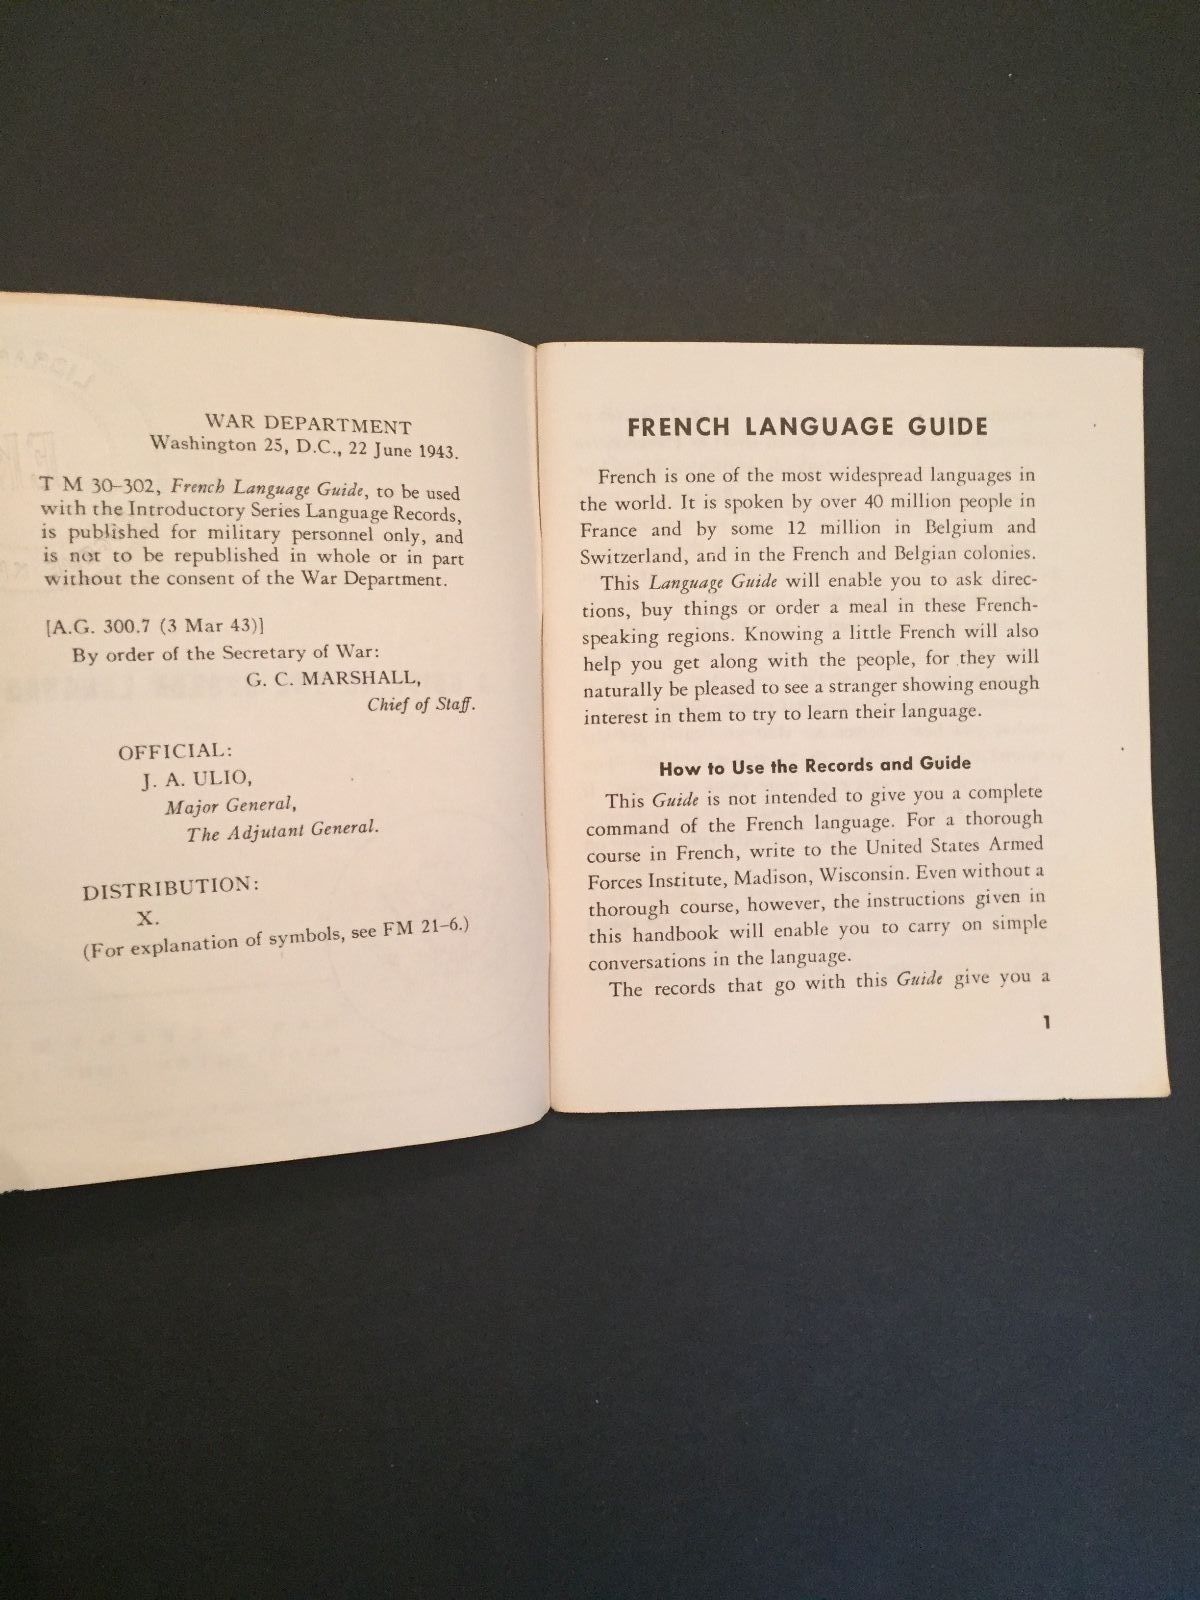 WAR DEPARTMENT
Washington 25, D.C., 22 June 1943.
T M 30–302, French Language Guide, to be used
with the Introductory Series Language Records,
is published for military personnel only, and
is not to be republished in whole or in part
without the consent of the War Department.
[A.G. 300.7 (3 Mar 43)]
By order of the Secretary of War:
G. C. MARSHALL,
Chief of Staff.
OFFICIAL:
J. A. ULIO,
Major General,
The Adjutant General.
DISTRIBUTION:
X.
(For explanation of symbols, see FM 21–6.)
FRENCH LANGUAGE GUIDE
French is one of the most widespread languages in
the world. It is spoken by over 40 million people in
France and by some 12 million in Belgium and
Switzerland, and in the French and Belgian colonies.
This Language Guide will enable you to ask direc-
tions, buy things or order a meal in these French-
speaking regions. Knowing a little French will also
help you get along with the people, for they will
naturally be pleased to see a stranger showing enough
interest in them to try to learn their language.
How to Use the Records and Guide
This Guide is not intended to give you a complete
command of the French language. For a thorough
course in French, write to the United States Armed
Forces Institute, Madison, Wisconsin. Even without a
thorough course, however, the instructions given in
this handbook will enable you to carry on simple
conversations in the language.
The records that go with this Guide give you a
1